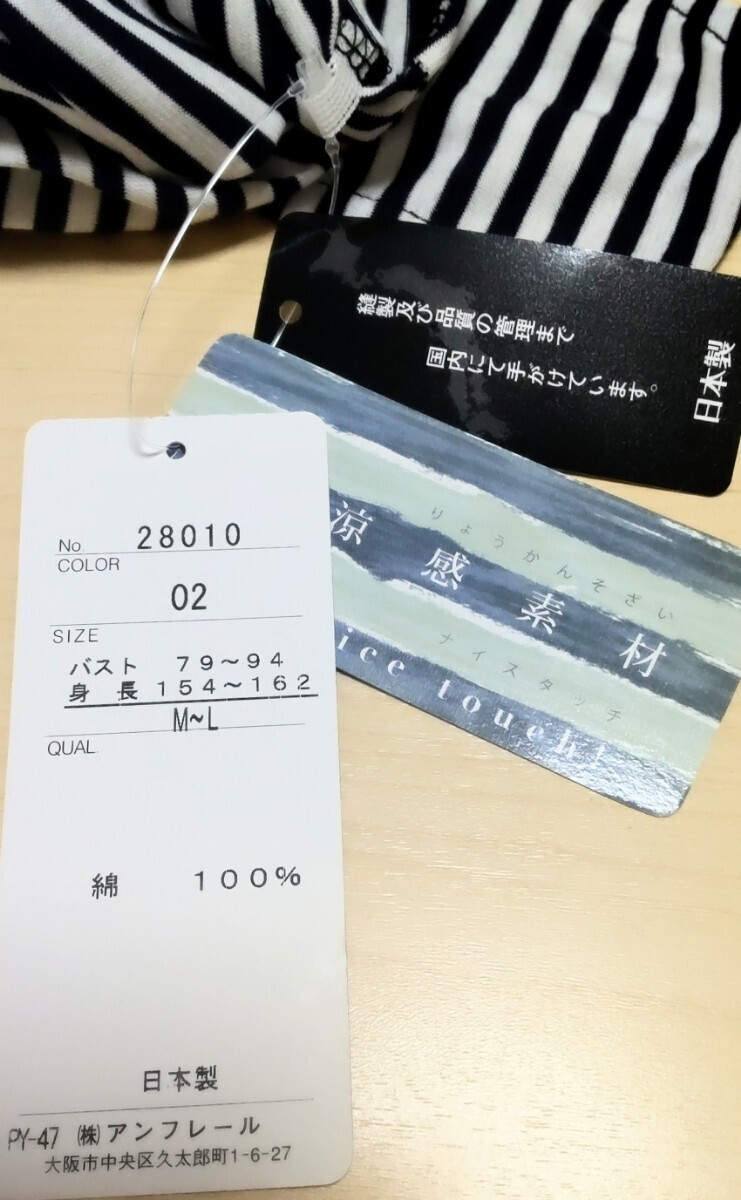 縫製及び品質の管理まで
国内にて手がけています。
日本製
りょうかんそざい
涼感素材
ナイスタッチ
ice touch!
No. 28010
COLOR
02
SIZE
バスト 79～94
身 長 154～162
M~L
QUAL
綿 100%
日本製
PY-47 ㈱アンフレール
大阪市中央区久太郎町1-6-27